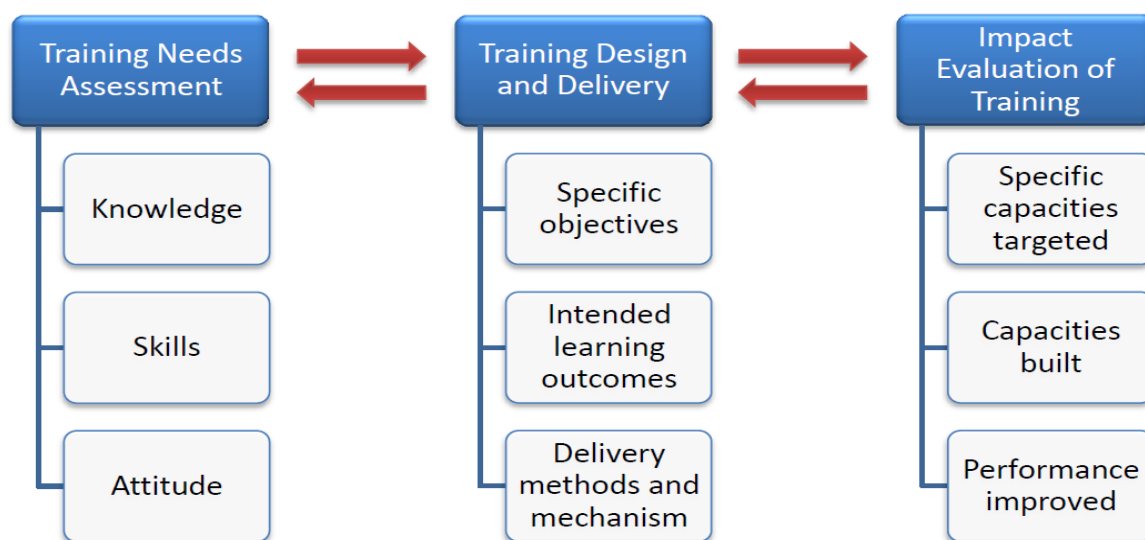 Training Needs
Assessment
Knowledge
Skills
Attitude
Training Design
and Delivery
Specific
objectives
Intended
learning
outcomes
Delivery
methods and
mechanism
Impact
Evaluation of
Training
Specific
capacities
targeted
Capacities
built
Performance
improved